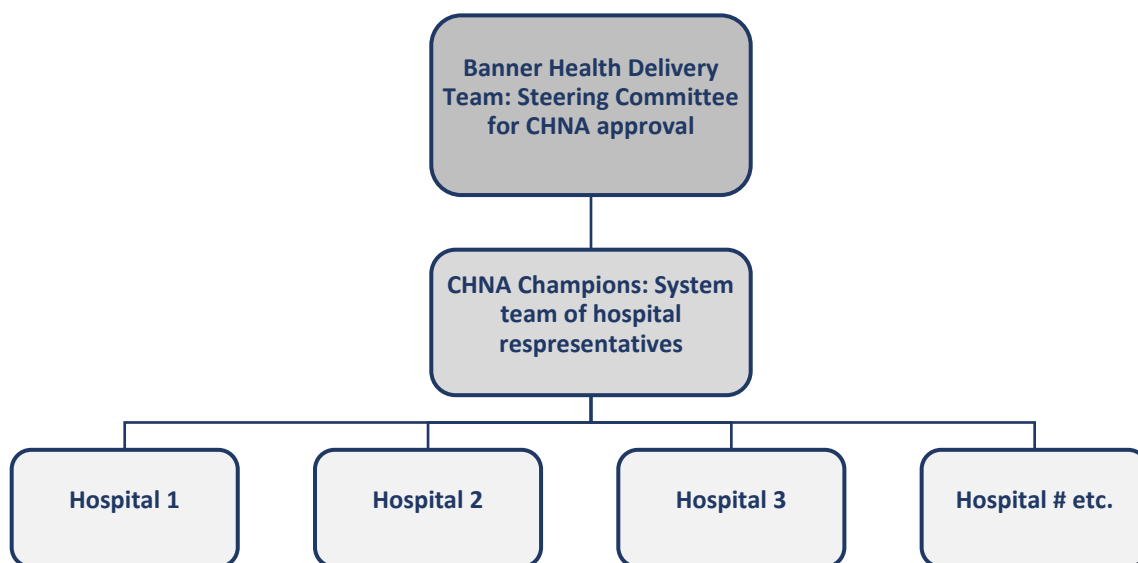 Banner Health Delivery
Team: Steering Committee
for CHNA approval
CHNA Champions: System
team of hospital
respresentatives
Hospital 1
Hospital 2
Hospital 3
Hospital # etc.